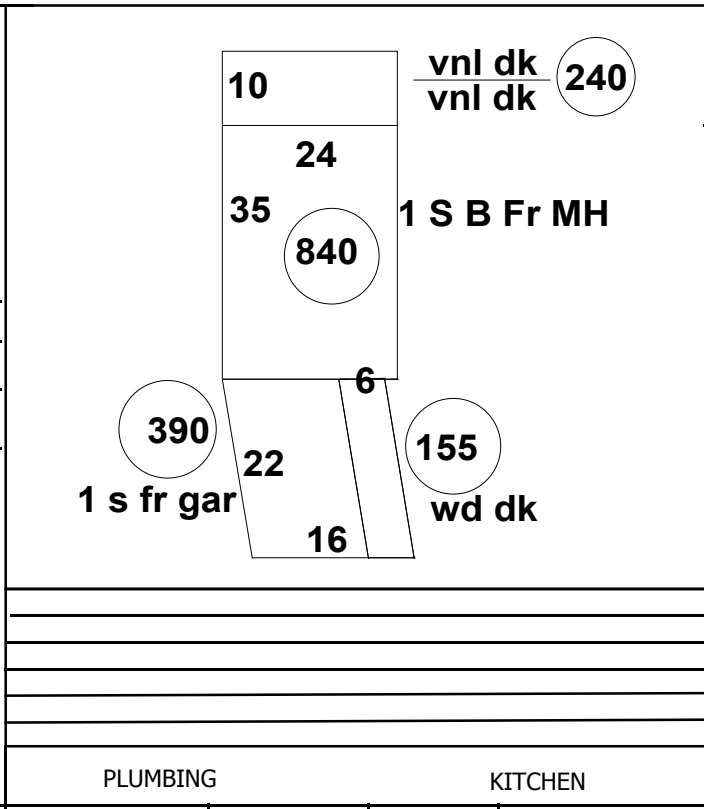 10
vnl dk
vnl dk
240
24
35
1 S B Fr MH
840
6
390
22
155
1 s fr gar
wd dk
16
PLUMBING KITCHEN